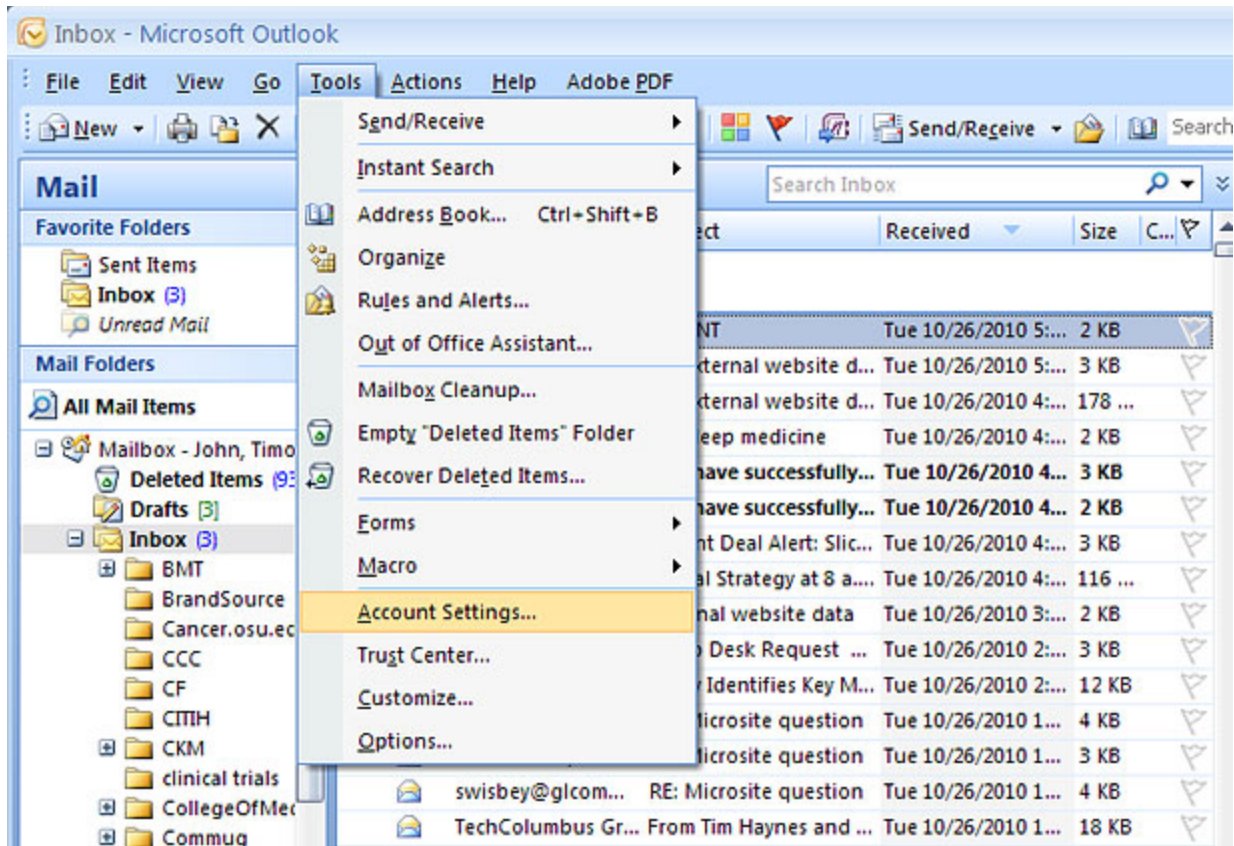 Inbox - Microsoft Outlook
File Edit View Go Tools Actions Help Adobe PDF
New Send/Receive Search
Mail
Search Inbox
Favorite Folders
Sent Items
Inbox (3)
Unread Mail
Mail Folders
All Mail Items
Mailbox - John, Timo
Deleted Items (93
Drafts [3]
Inbox (3)
BMT
BrandSource
Cancer.osu.ec
CCC
CF
CITIH
CKM
clinical trials
CollegeOfMed
Commug
Send/Receive
Instant Search
Address Book... Ctrl+Shift+B
Organize
Rules and Alerts...
Out of Office Assistant...
Mailbox Cleanup...
Empty "Deleted Items" Folder
Recover Deleted Items...
Forms
Macro
Account Settings...
Trust Center...
Customize...
Options...
ect Received Size C...
NT Tue 10/26/2010 5:... 2 KB
xternal website d... Tue 10/26/2010 5:... 3 KB
xternal website d... Tue 10/26/2010 4:... 178 ...
eep medicine Tue 10/26/2010 4:... 2 KB
have successfully... Tue 10/26/2010 4... 3 KB
have successfully... Tue 10/26/2010 4... 2 KB
nt Deal Alert: Slic... Tue 10/26/2010 4:... 3 KB
al Strategy at 8 a.... Tue 10/26/2010 4:... 116 ...
nal website data Tue 10/26/2010 3:... 2 KB
Desk Request ... Tue 10/26/2010 2:... 3 KB
Identifies Key M... Tue 10/26/2010 2:... 12 KB
Microsite question Tue 10/26/2010 1... 4 KB
Microsite question Tue 10/26/2010 1... 3 KB
swisbey@glcom... RE: Microsite question Tue 10/26/2010 1... 4 KB
TechColumbus Gr... From Tim Haynes and ... Tue 10/26/2010 1... 18 KB